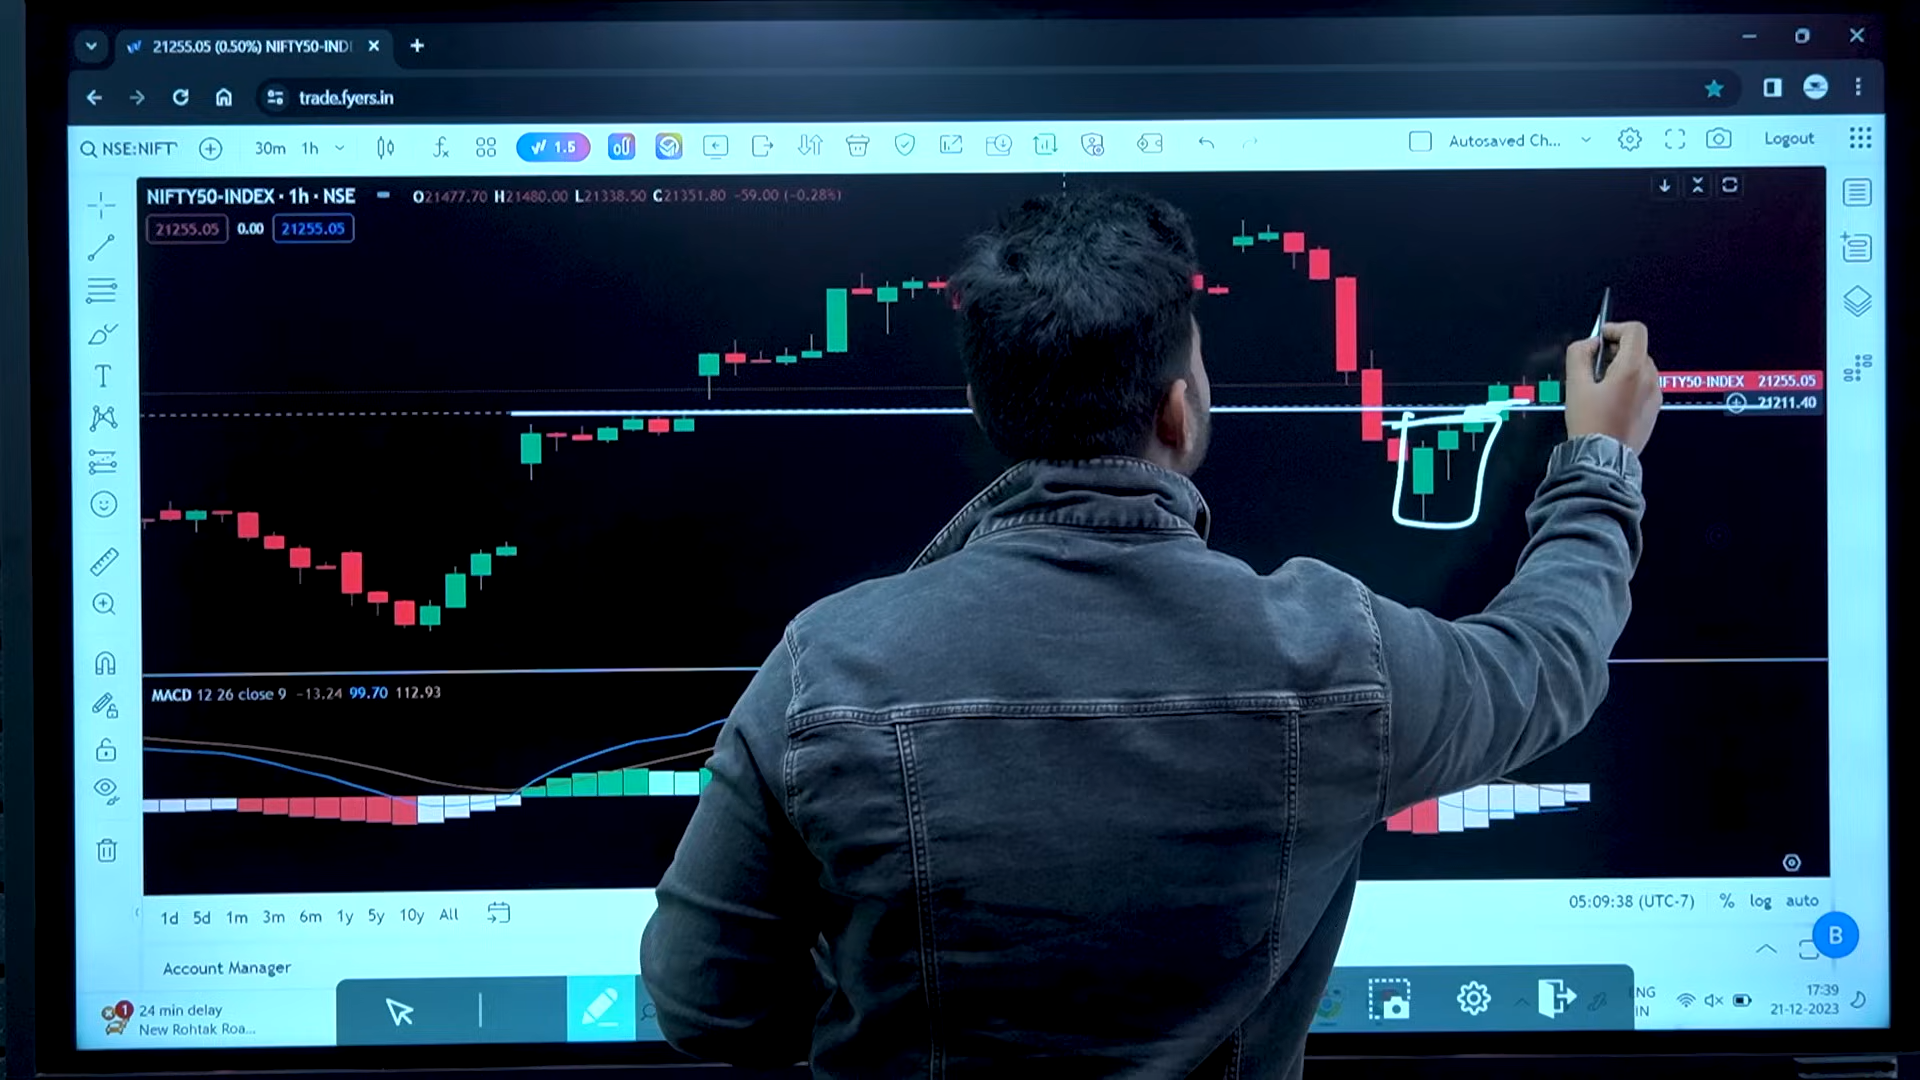 21255.05 (0.50%) NIFTY50-INDI
trade.fyers.in
NSE:NIFT
30m 1h
1.5
Autosaved Ch...
Logout
NIFTY50-INDEX · 1h · NSE
O21477.70 H21480.00 L21338.50 C21351.80 −59.00 (−0.28%)
21255.05 0.00 21255.05
IFTY50-INDEX 21255.05
21211.40
MACD 12 26 close 9 −13.24 99.70 112.93
1d 5d 1m 3m 6m 1y 5y 10y All
05:09:38 (UTC-7) % log auto
B
Account Manager
1
24 min delay
New Rohtak Roa...
ENG
IN
17:39
21-12-2023